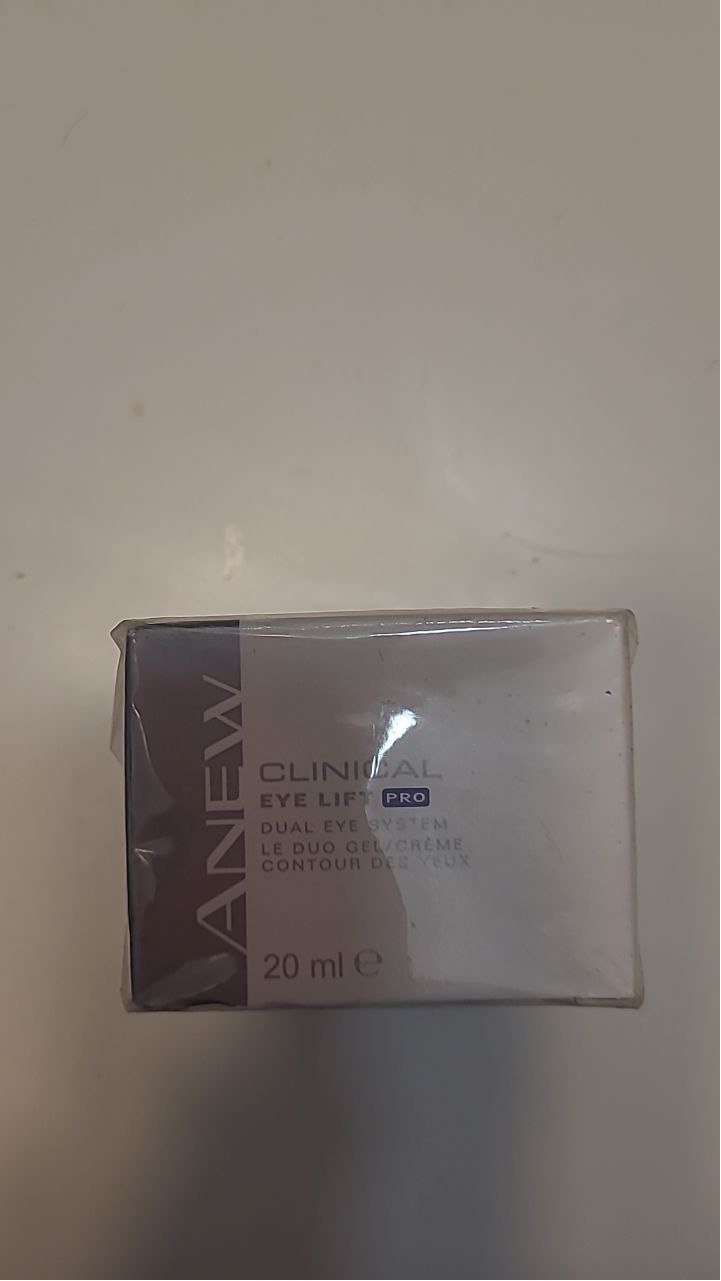 ANEW
CLINICAL
EYE LIFT PRO
DUAL EYE SYSTEM
LE DUO GEL/CRÈME
CONTOUR DES YEUX
20 ml ℮